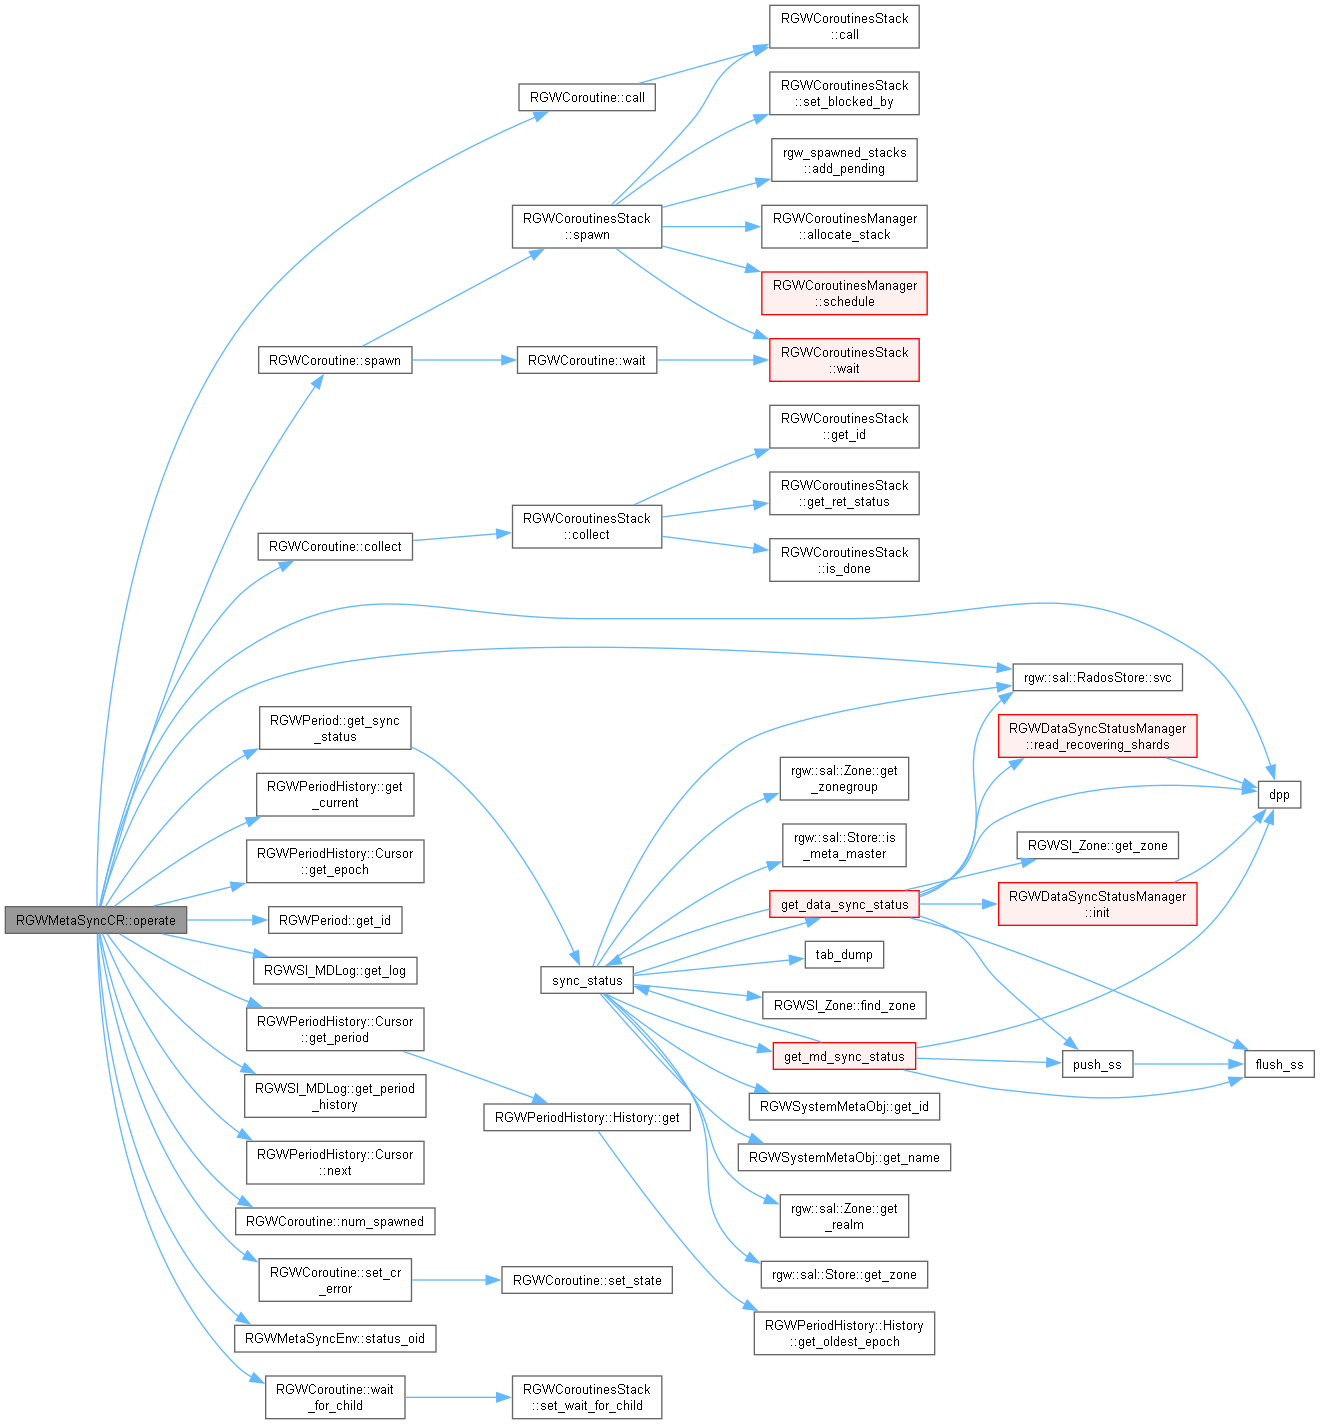 RGWCoroutinesStack
::call
RGWCoroutinesStack
::set_blocked_by
RGWCoroutine::call
rgw_spawned_stacks
::add_pending
RGWCoroutinesStack
::spawn
RGWCoroutinesManager
::allocate_stack
RGWCoroutinesManager
::schedule
RGWCoroutine::spawn
RGWCoroutine::wait
RGWCoroutinesStack
::wait
RGWCoroutinesStack
::get_id
RGWCoroutinesStack
::get_ret_status
RGWCoroutine::collect
RGWCoroutinesStack
::collect
RGWCoroutinesStack
::is_done
rgw::sal::RadosStore::svc
RGWPeriod::get_sync
_status
RGWDataSyncStatusManager
::read_recovering_shards
RGWPeriodHistory::get
_current
rgw::sal::Zone::get
_zonegroup
dpp
RGWPeriodHistory::Cursor
::get_epoch
rgw::sal::Store::is
_meta_master
RGWSI_Zone::get_zone
RGWMetaSyncCR::operate
RGWPeriod::get_id
get_data_sync_status
RGWDataSyncStatusManager
::init
RGWSI_MDLog::get_log
sync_status
tab_dump
RGWPeriodHistory::Cursor
::get_period
RGWSI_Zone::find_zone
get_md_sync_status
push_ss
flush_ss
RGWSI_MDLog::get_period
_history
RGWPeriodHistory::History::get
RGWSystemMetaObj::get_id
RGWPeriodHistory::Cursor
::next
RGWSystemMetaObj::get_name
RGWCoroutine::num_spawned
rgw::sal::Zone::get
_realm
RGWCoroutine::set_cr
_error
RGWCoroutine::set_state
rgw::sal::Store::get_zone
RGWMetaSyncEnv::status_oid
RGWPeriodHistory::History
::get_oldest_epoch
RGWCoroutine::wait
_for_child
RGWCoroutinesStack
::set_wait_for_child